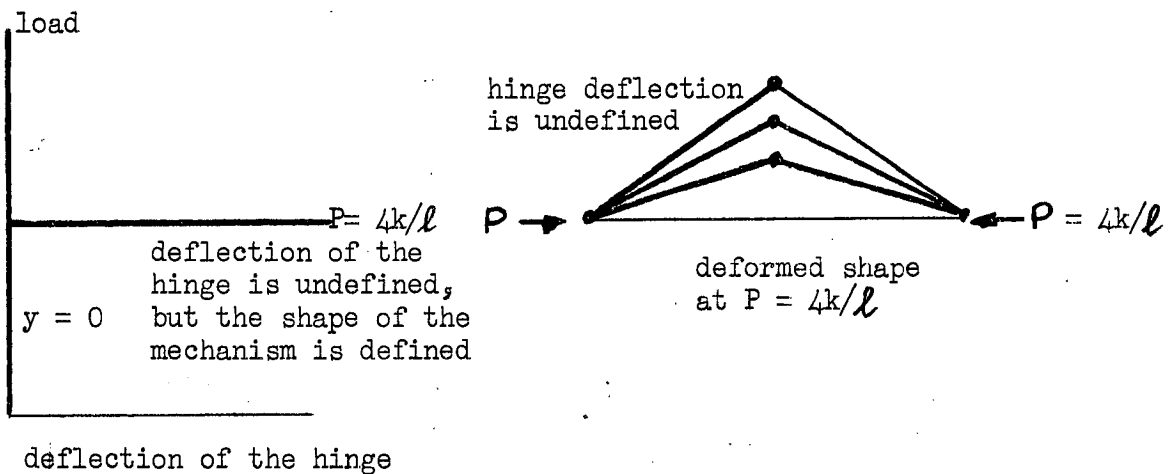 load
hinge deflection
is undefined
P= 4k/ℓ
P
P = 4k/ℓ
deflection of the
hinge is undefined,
y = 0 but the shape of the
mechanism is defined
deformed shape
at P = 4k/ℓ
deflection of the hinge